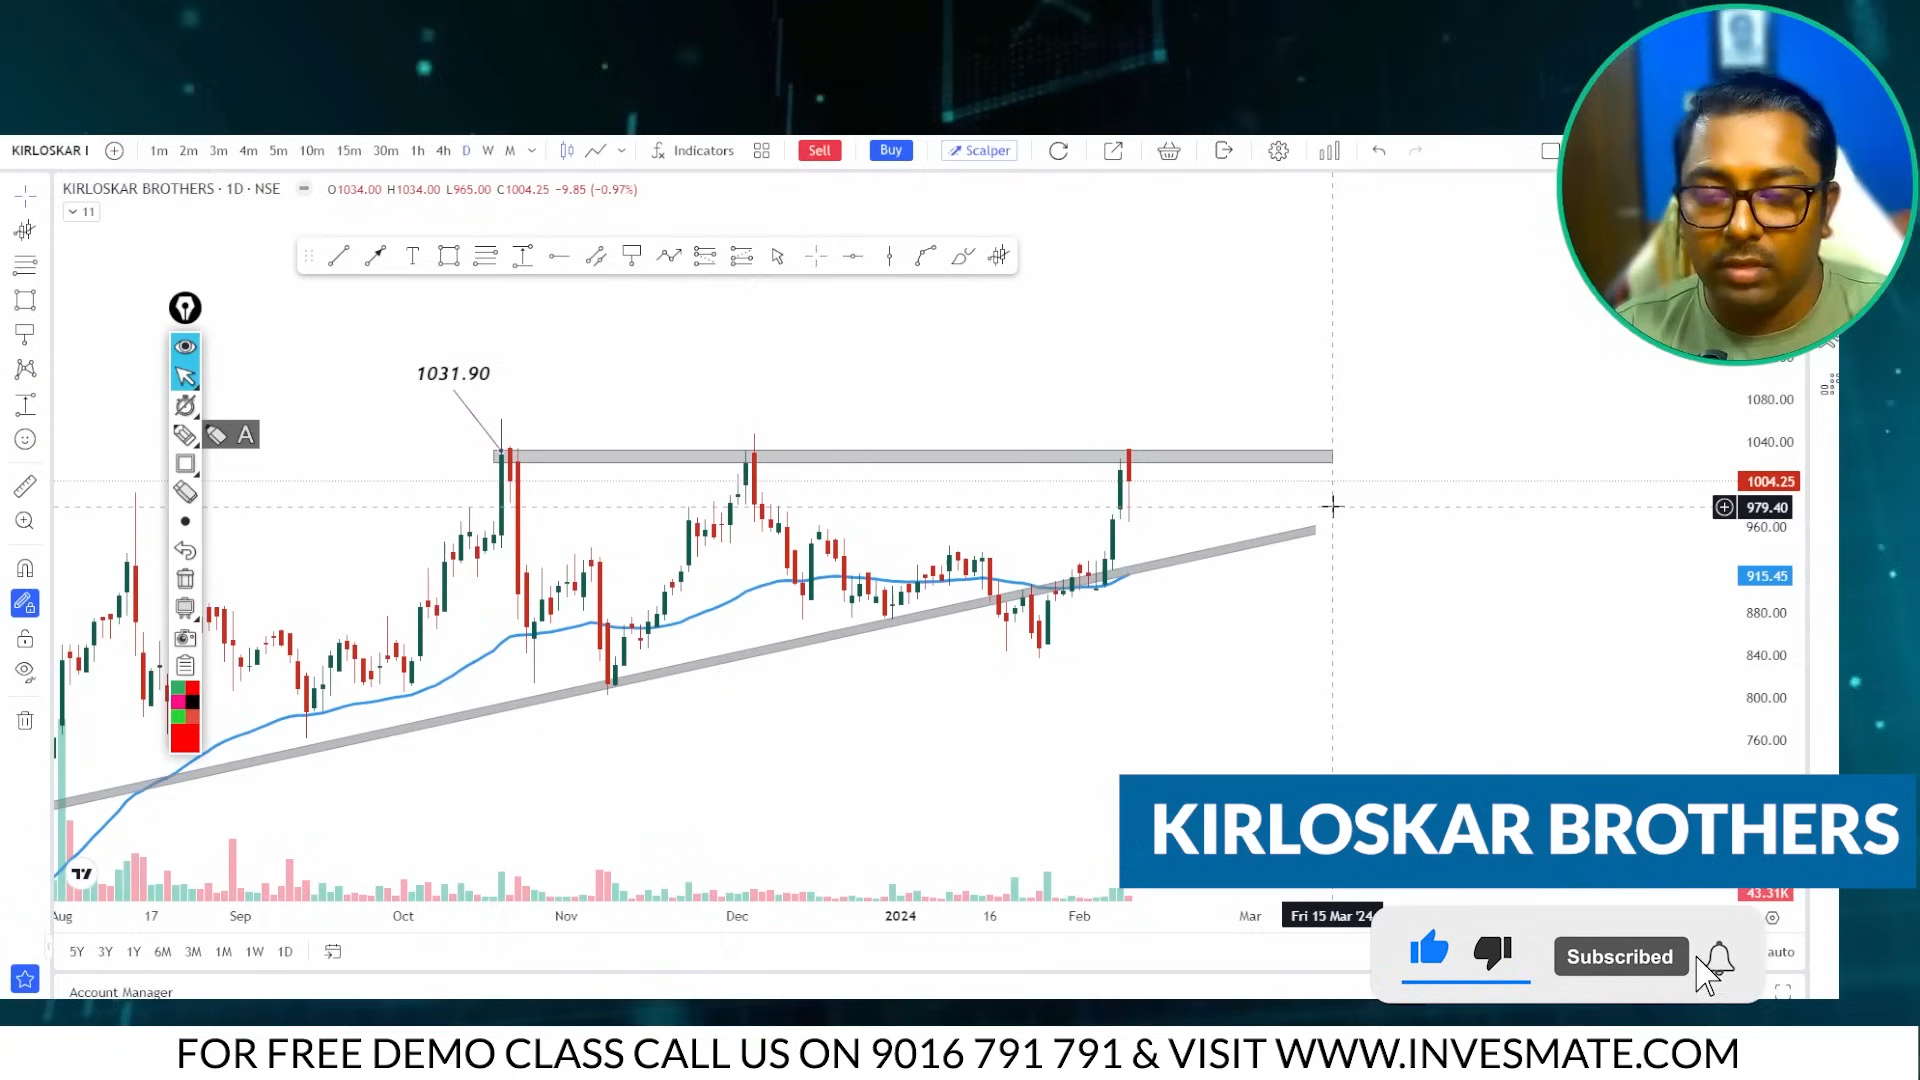 KIRLOSKAR I 1m 2m 3m 4m 5m 10m 15m 30m 1h 4h D W M Indicators Sell Buy Scalper
KIRLOSKAR BROTHERS · 1D · NSE O1034.00 H1034.00 L965.00 C1004.25 −9.85 (−0.97%)
11
1031.90
A
1080.00
1040.00
1004.25
979.40
960.00
915.45
880.00
840.00
800.00
760.00
KIRLOSKAR BROTHERS
43.31K
Aug 17 Sep Oct Nov Dec 2024 16 Feb Mar Fri 15 Mar '24
5Y 3Y 1Y 6M 3M 1M 1W 1D
auto
Subscribed
Account Manager
FOR FREE DEMO CLASS CALL US ON 9016 791 791 & VISIT WWW.INVESMATE.COM